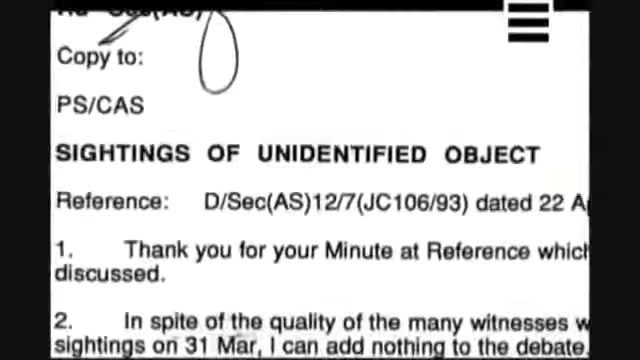 Copy to:
PS/CAS
SIGHTINGS OF UNIDENTIFIED OBJECT
Reference: D/Sec(AS)12/7(JC106/93) dated 22 A
1. Thank you for your Minute at Reference which
discussed.
2. In spite of the quality of the many witnesses w
sightings on 31 Mar, I can add nothing to the debate.